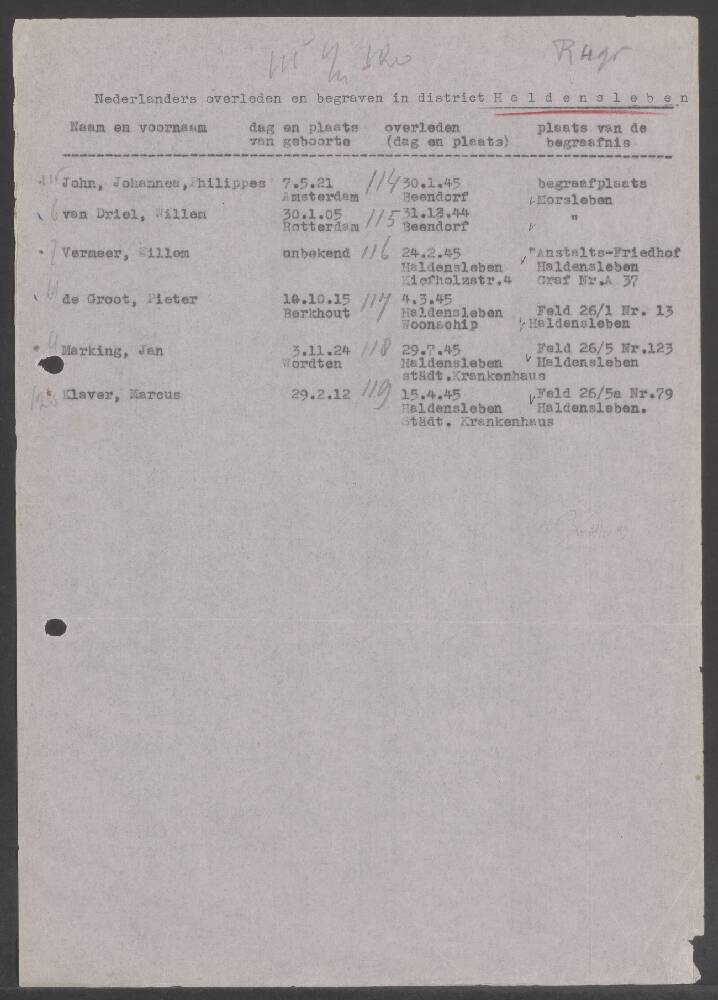 Ragr
Nederlanders overleden en begraven in district Haldensleben
Naam en voornaam dag en plaats overleden plaats van de
van geboorte (dag en plaats) begraafnis
John, Johannes, Philippes 7.5.21 114 30.1.45 begraafplaats
Amsterdam Beendorf Morsleben
6 van Driel, Willem 30.1.05 115 31.12.44 "
Rotterdam Beendorf
7 Vermeer, Willem onbekend 116 24.2.45 "Anstalts-Friedhof
Haldensleben Haldensleben
Kiefholzstr.4 Graf Nr.A 37
de Groot, Pieter 10.10.15 117 4.3.45
Berkhout Haldensleben Feld 26/1 Nr. 13
Woonschip Haldensleben
9 Marking, Jan 3.11.24 118 29.7.45 Feld 26/5 Nr.123
Wordten Haldensleben Haldensleben
städt.Krankenhaus
Klaver, Marcus 29.2.12 119 15.4.45 Feld 26/5a Nr.79
Haldensleben Haldensleben.
Städt. Krankenhaus